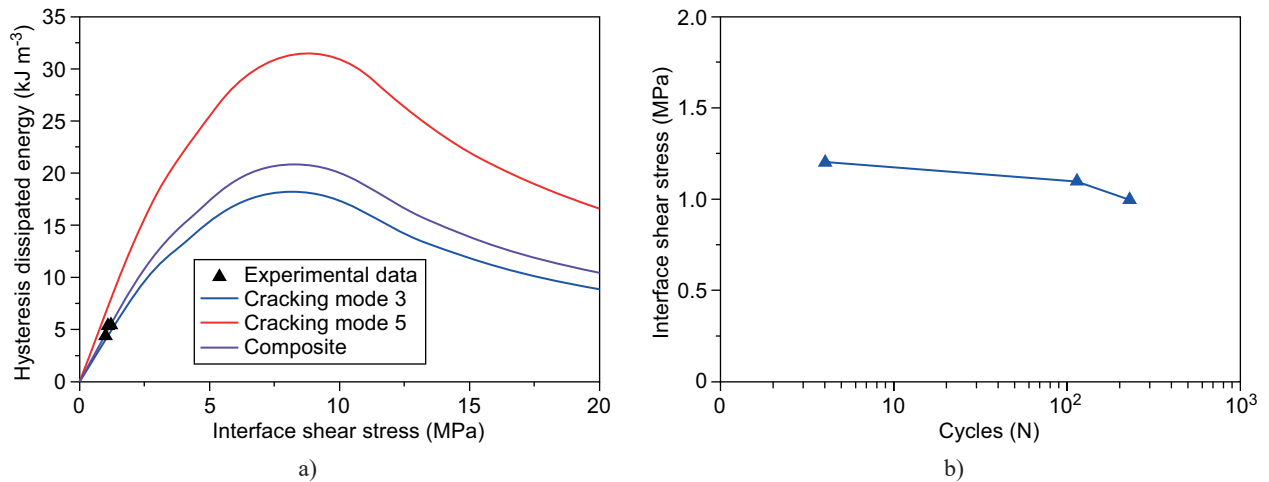 Hysteresis dissipated energy (kJ m⁻³)
35
30
25
20
15
10
5
0
Experimental data
Cracking mode 3
Cracking mode 5
Composite
0 5 10 15 20
Interface shear stress (MPa)
a)
Interface shear stress (MPa)
2.0
1.5
1.0
0.5
0
0 10 10² 10³
Cycles (N)
b)